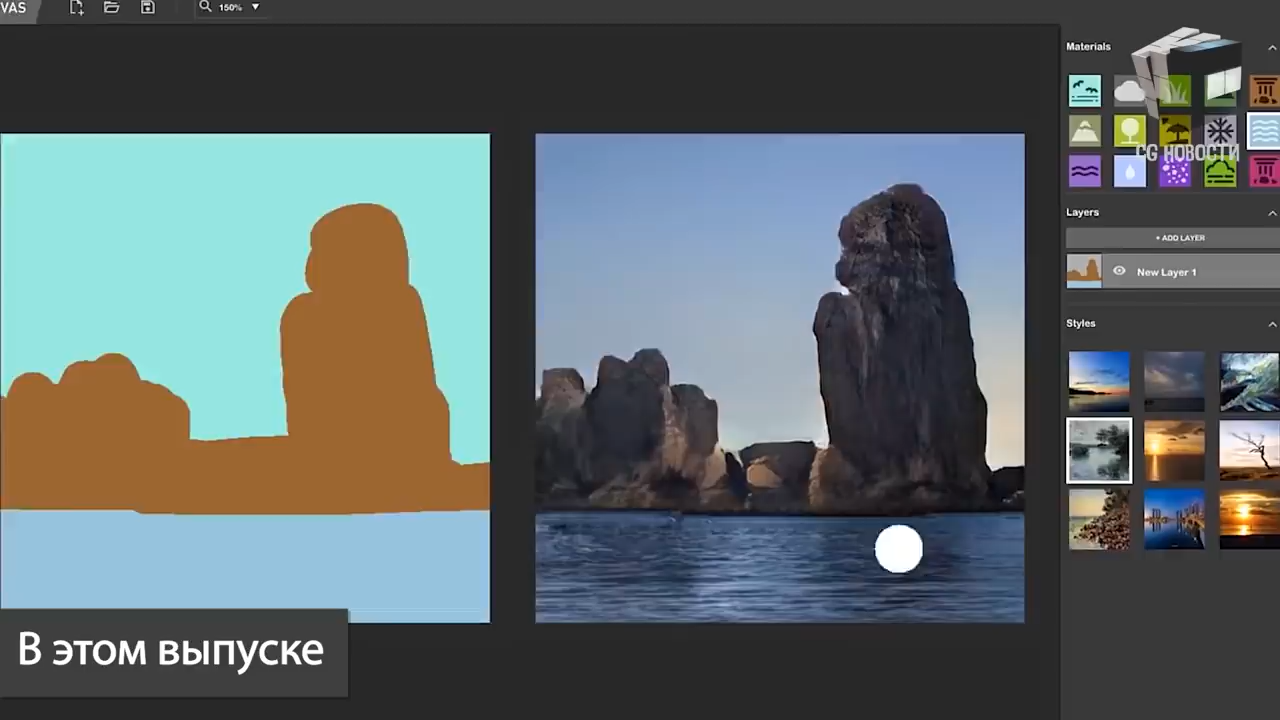 VAS
150%
Materials
CG НОВОСТИ
Layers
+ ADD LAYER
New Layer 1
Styles
В этом выпуске